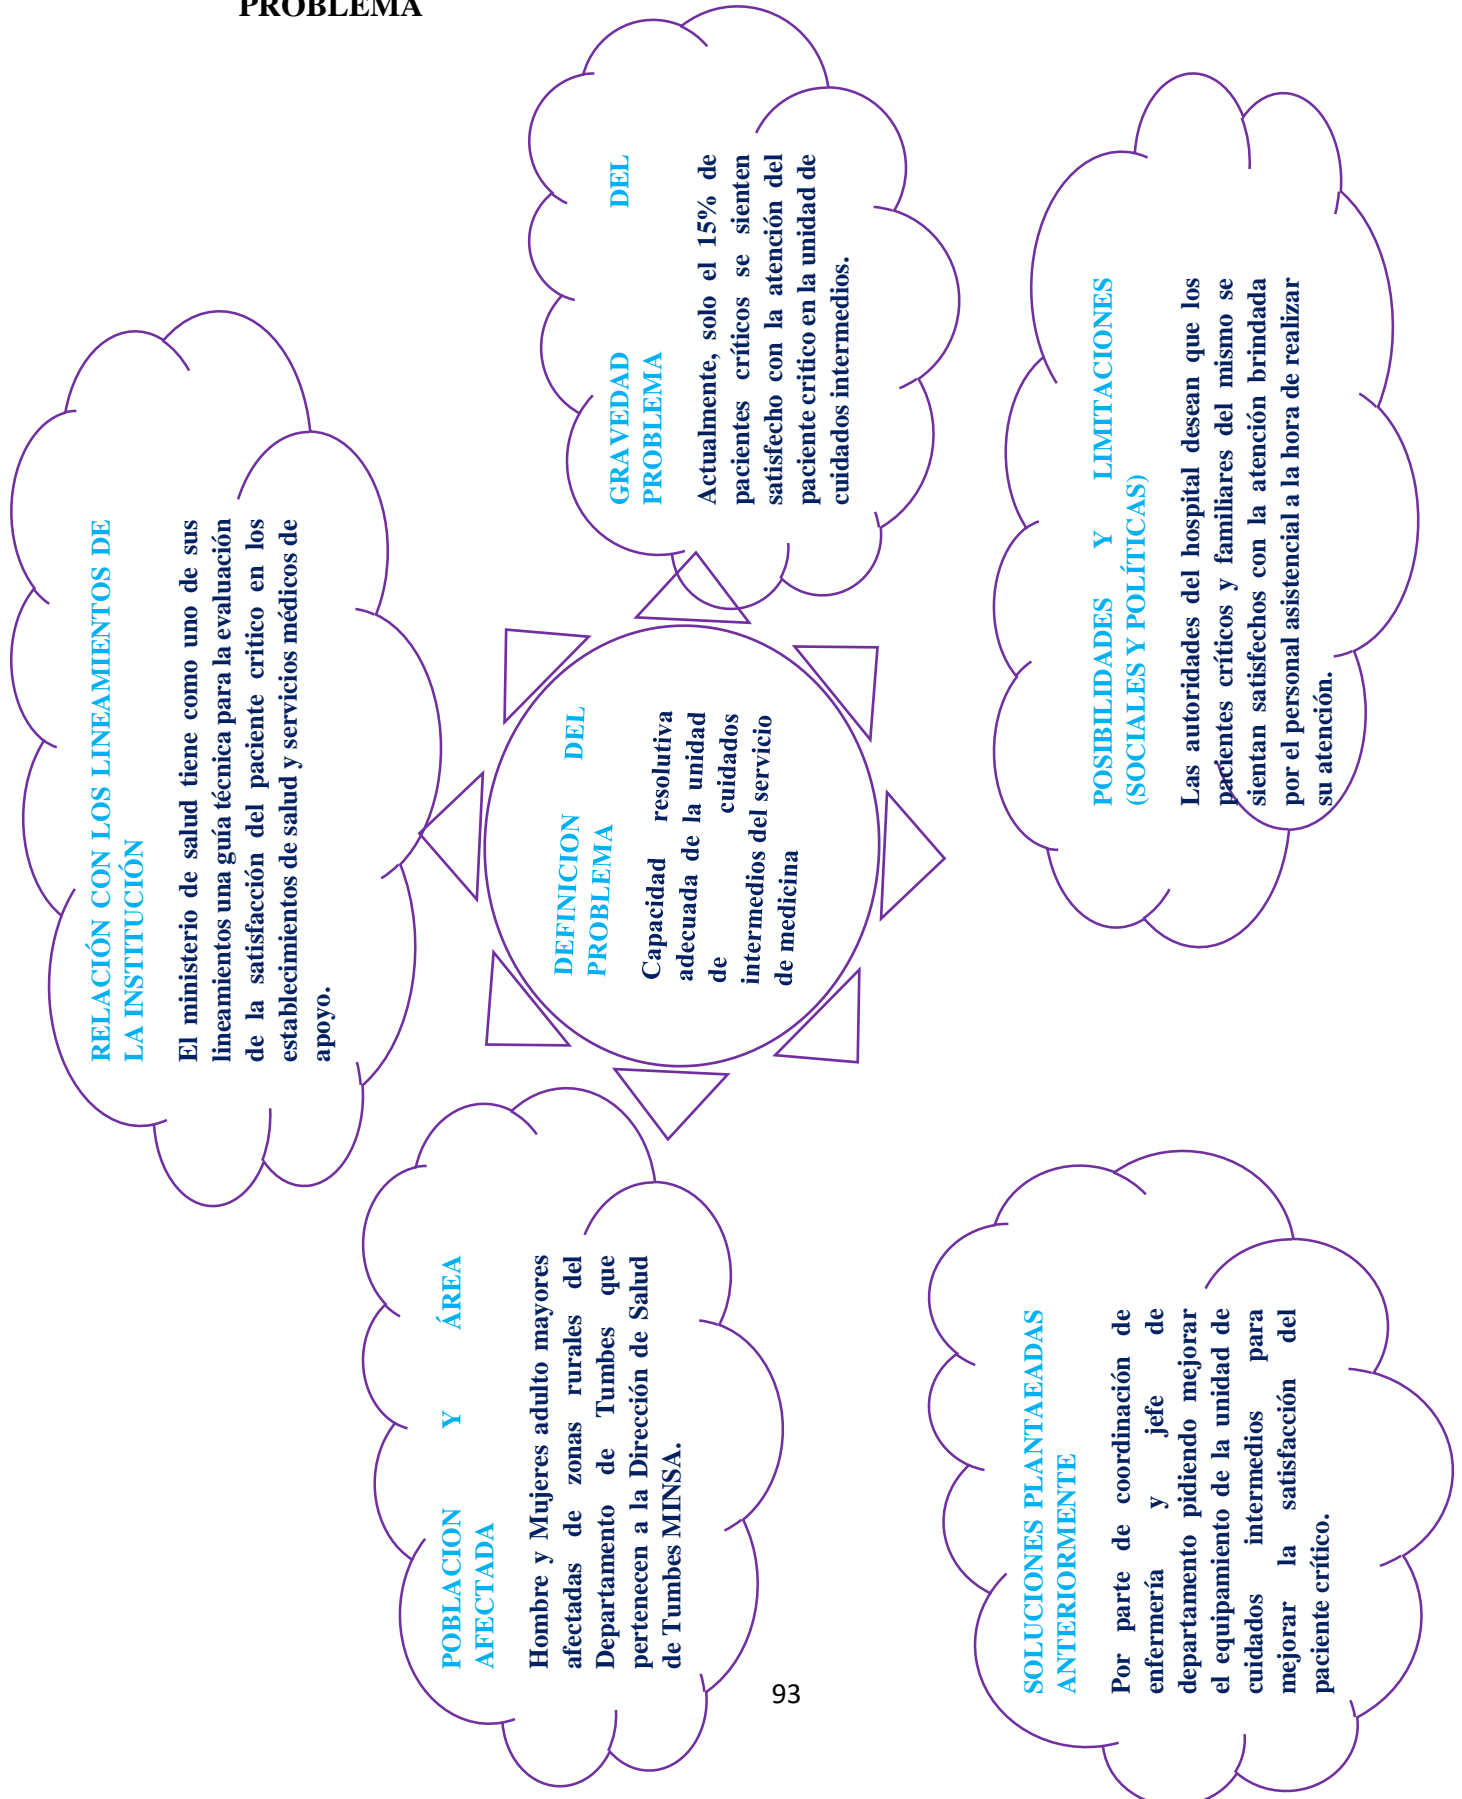 PROBLEMA
RELACIÓN CON LOS LINEAMIENTOS DE
LA INSTITUCIÓN
El ministerio de salud tiene como uno de sus
lineamientos una guía técnica para la evaluación
de la satisfacción del paciente critico en los
establecimientos de salud y servicios médicos de
apoyo.
GRAVEDAD DEL
PROBLEMA
Actualmente, solo el 15% de
pacientes críticos se sienten
satisfecho con la atención del
paciente critico en la unidad de
cuidados intermedios.
DEFINICION DEL
PROBLEMA
Capacidad resolutiva
adecuada de la unidad
de cuidados
intermedios del servicio
de medicina
POSIBILIDADES Y LIMITACIONES
(SOCIALES Y POLÍTICAS)
Las autoridades del hospital desean que los
pacientes críticos y familiares del mismo se
sientan satisfechos con la atención brindada
por el personal asistencial a la hora de realizar
su atención.
POBLACION Y ÁREA
AFECTADA
Hombre y Mujeres adulto mayores
afectadas de zonas rurales del
Departamento de Tumbes que
pertenecen a la Dirección de Salud
de Tumbes MINSA.
SOLUCIONES PLANTAEADAS
ANTERIORMENTE
Por parte de coordinación de
enfermería y jefe de
departamento pidiendo mejorar
el equipamiento de la unidad de
cuidados intermedios para
mejorar la satisfacción del
paciente crítico.
93